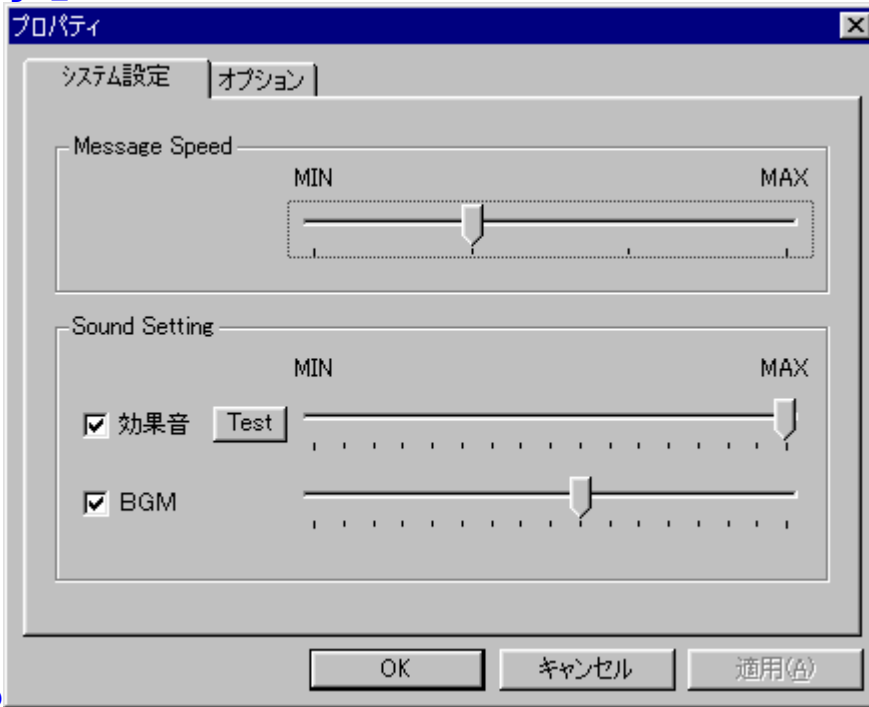 プロパティ
システム設定 オプション
Message Speed
MIN MAX
Sound Setting
MIN MAX
効果音 Test
BGM
OK キャンセル 適用(A)